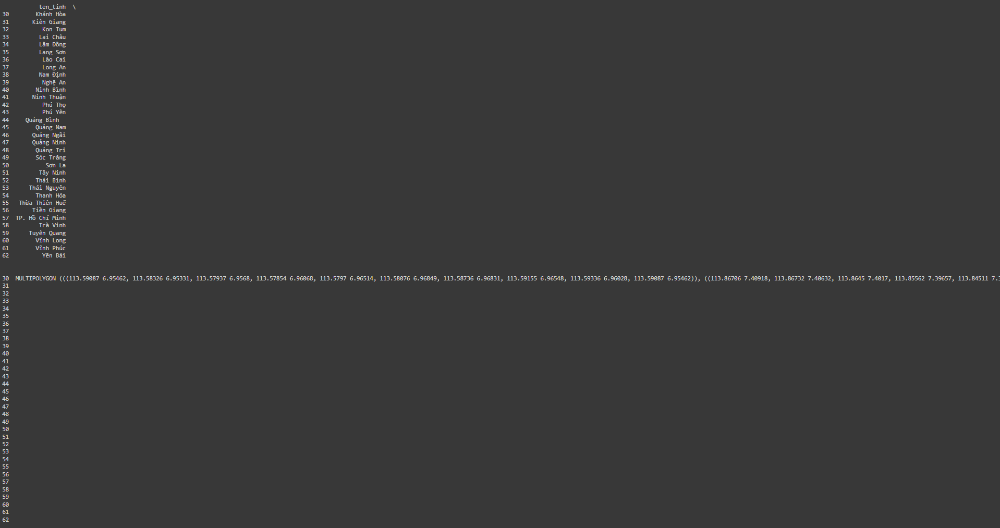 ten_tinh \
30 Khánh Hòa
31 Kiên Giang
32 Kon Tum
33 Lai Châu
34 Lâm Đồng
35 Lạng Sơn
36 Lào Cai
37 Long An
38 Nam Định
39 Nghệ An
40 Ninh Bình
41 Ninh Thuận
42 Phú Thọ
43 Phú Yên
44 Quảng Bình
45 Quảng Nam
46 Quảng Ngãi
47 Quảng Ninh
48 Quảng Trị
49 Sóc Trăng
50 Sơn La
51 Tây Ninh
52 Thái Bình
53 Thái Nguyên
54 Thanh Hóa
55 Thừa Thiên Huế
56 Tiền Giang
57 TP. Hồ Chí Minh
58 Trà Vinh
59 Tuyên Quang
60 Vĩnh Long
61 Vĩnh Phúc
62 Yên Bái
30 MULTIPOLYGON (((113.59087 6.95462, 113.58326 6.95331, 113.57937 6.9568, 113.57854 6.96068, 113.5797 6.96514, 113.58076 6.96849, 113.58736 6.96831, 113.59155 6.96548, 113.59336 6.96028, 113.59087 6.95462)), ((113.86706 7.40918, 113.86732 7.40632, 113.8645 7.4017, 113.85562 7.39657, 113.84511
31
32
33
34
35
36
37
38
39
40
41
42
43
44
45
46
47
48
49
50
51
52
53
54
55
56
57
58
59
60
61
62